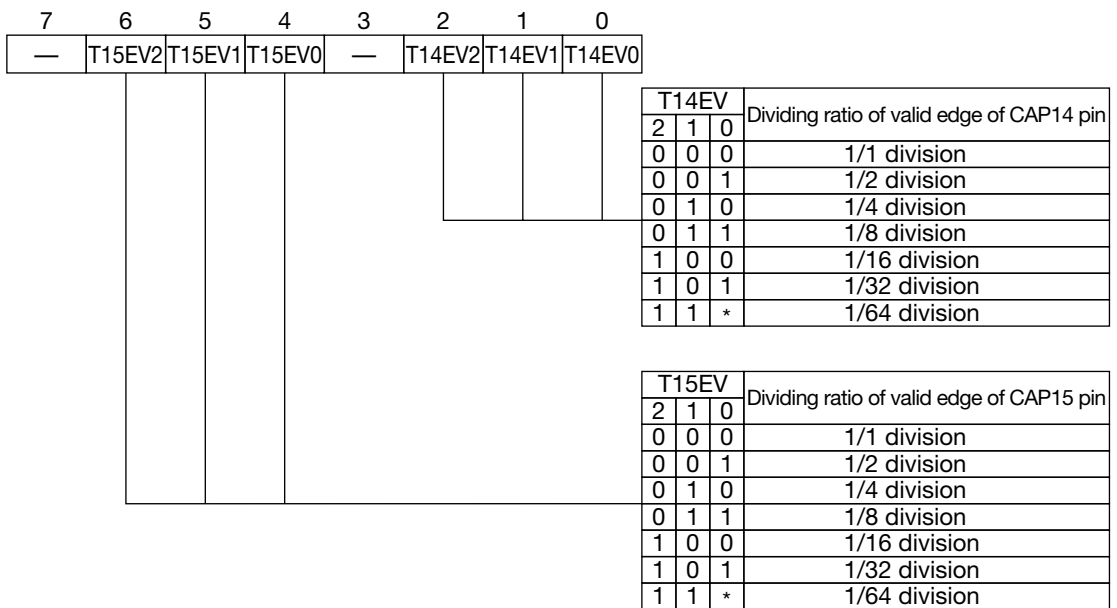 7 6 5 4 3 2 1 0
— T15EV2 T15EV1 T15EV0 — T14EV2 T14EV1 T14EV0
T14EV Dividing ratio of valid edge of CAP14 pin
2 1 0
0 0 0 1/1 division
0 0 1 1/2 division
0 1 0 1/4 division
0 1 1 1/8 division
1 0 0 1/16 division
1 0 1 1/32 division
1 1 * 1/64 division
T15EV Dividing ratio of valid edge of CAP15 pin
2 1 0
0 0 0 1/1 division
0 0 1 1/2 division
0 1 0 1/4 division
0 1 1 1/8 division
1 0 0 1/16 division
1 0 1 1/32 division
1 1 * 1/64 division